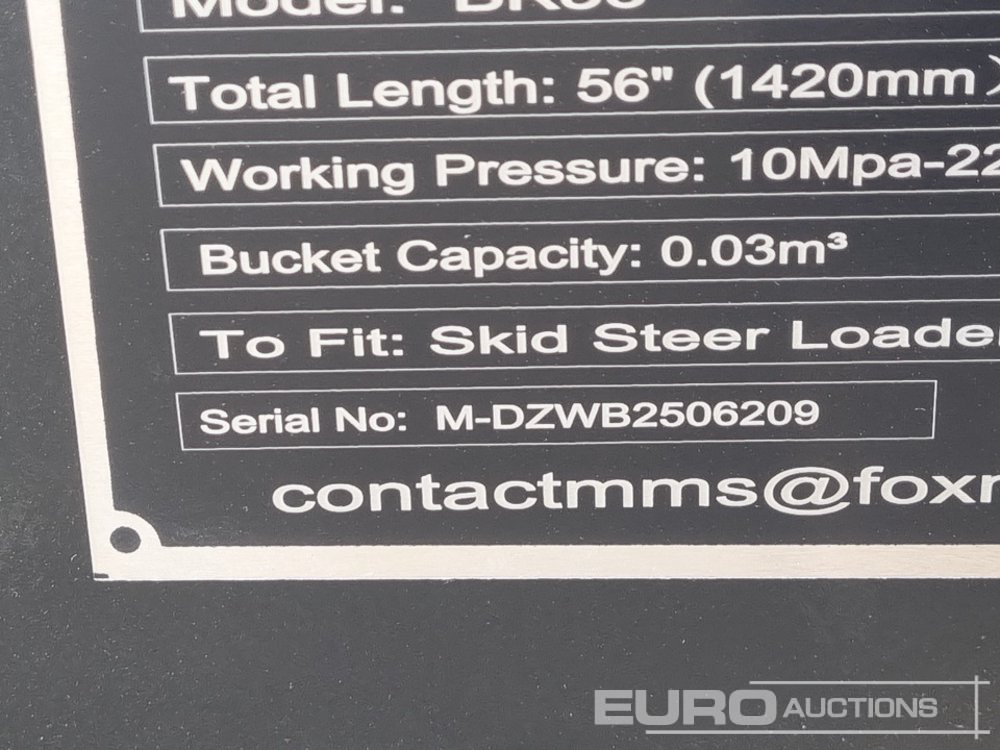 Model:
Total Length: 56" (1420mm)
Working Pressure: 10Mpa-22
Bucket Capacity: 0.03m³
To Fit: Skid Steer Loade
Serial No: M-DZWB2506209
contactmms@fox
EURO AUCTIONS